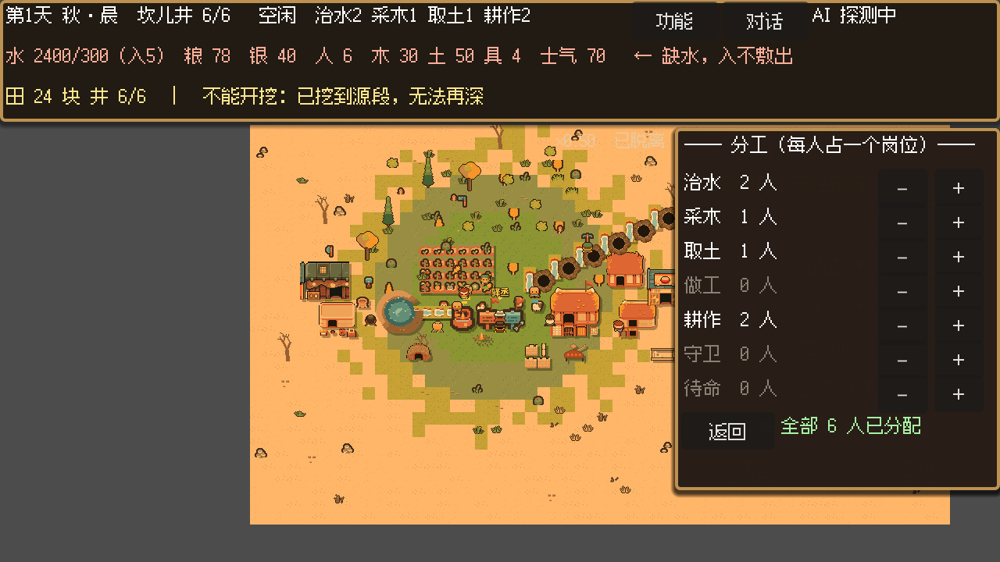 第1天 秋·晨 坎儿井 6/6 空闲 治水2 采木1 取土1 耕作2 功能 对话 AI 探测中
水 2400/300 (入5) 粮 78 银 40 人 6 木 30 土 50 具 4 士气 70 ← 缺水, 入不敷出
田 24 块 井 6/6 | 不能开挖: 已挖到源段, 无法再深
已脱离
分工 (每人占一个岗位)
治水 2 人 - +
采木 1 人 - +
取土 1 人 - +
做工 0 人 - +
驿丞
耕作 2 人 - +
守卫 0 人 - +
待命 0 人 - +
返回 全部 6 人已分配